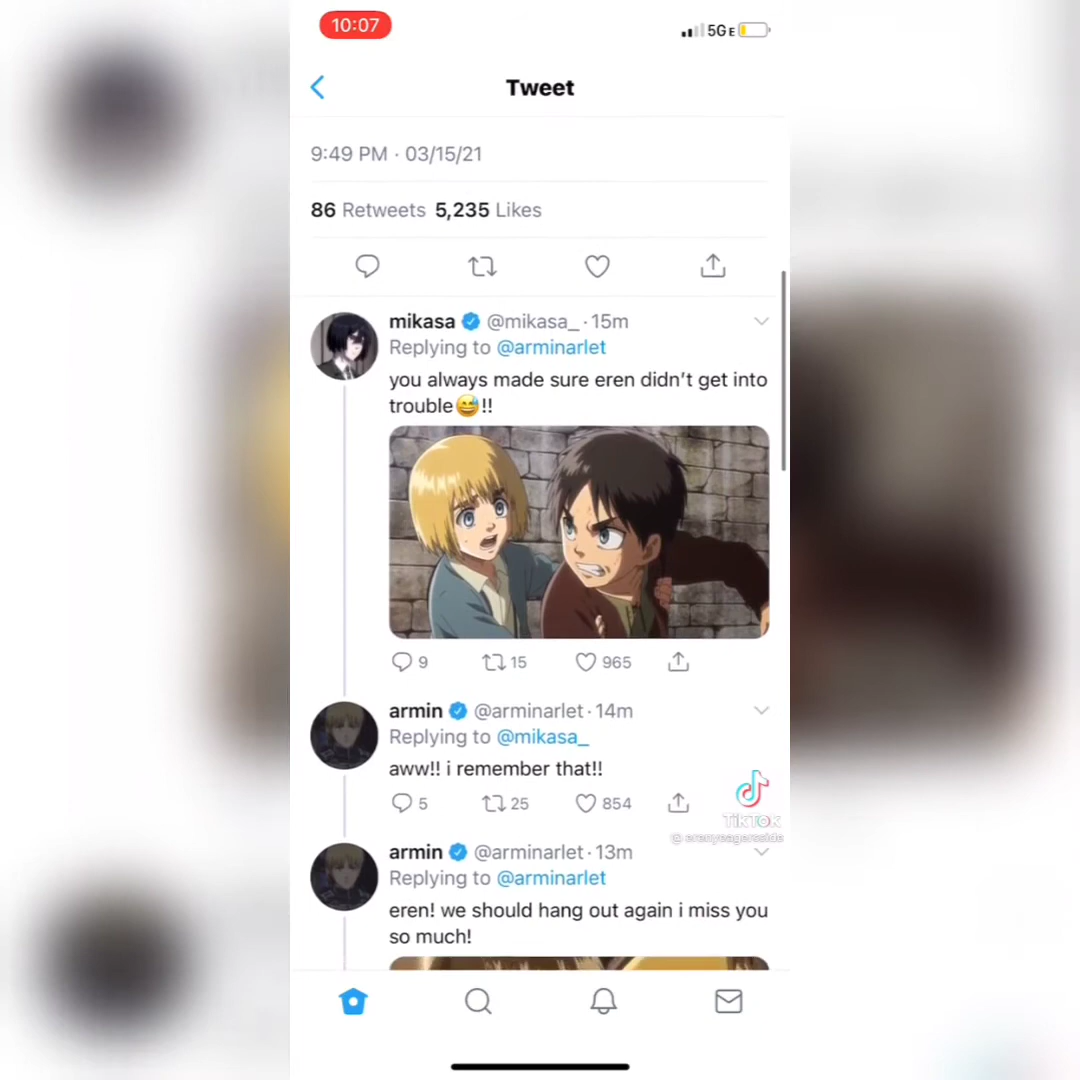 10:07
5GE
Tweet
9:49 PM · 03/15/21
86 Retweets 5,235 Likes
mikasa @mikasa_ · 15m
Replying to @arminarlet
you always made sure eren didn’t get into
trouble😅!!
9 15 965
armin @arminarlet · 14m
Replying to @mikasa_
aww!! i remember that!!
5 25 854
TikTok
@ erenyeagersside
armin @arminarlet · 13m
Replying to @arminarlet
eren! we should hang out again i miss you
so much!